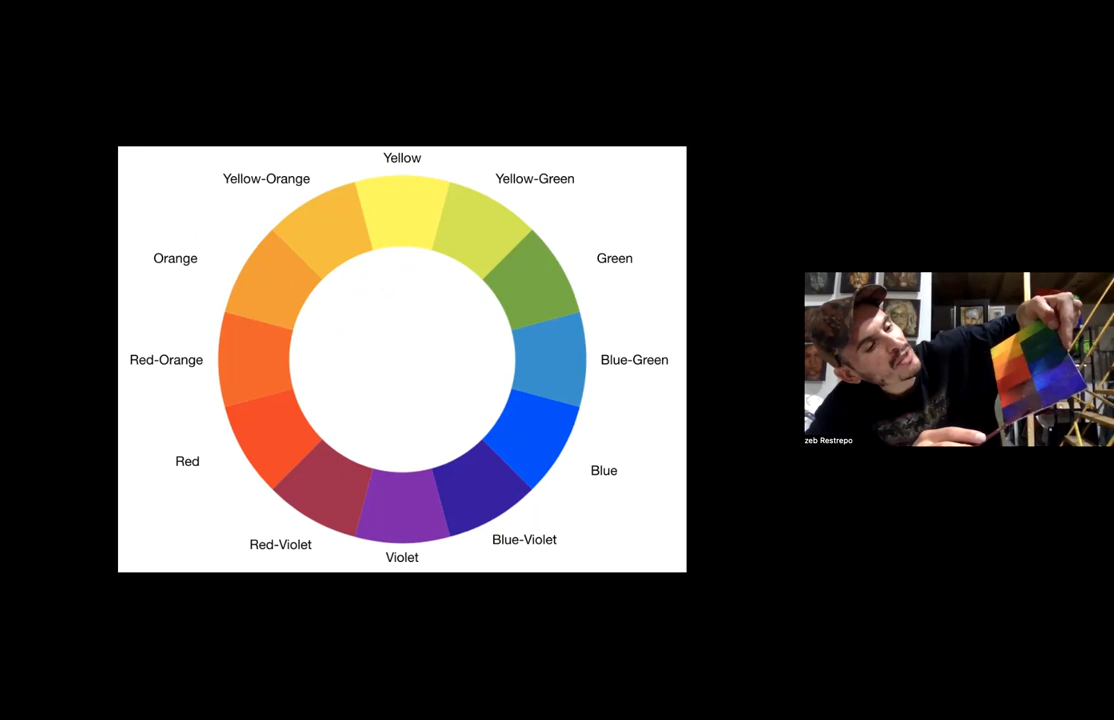 Yellow
Yellow-Orange
Yellow-Green
Orange
Green
Red-Orange
Blue-Green
Red
Blue
Red-Violet
Blue-Violet
Violet
zeb Restrepo